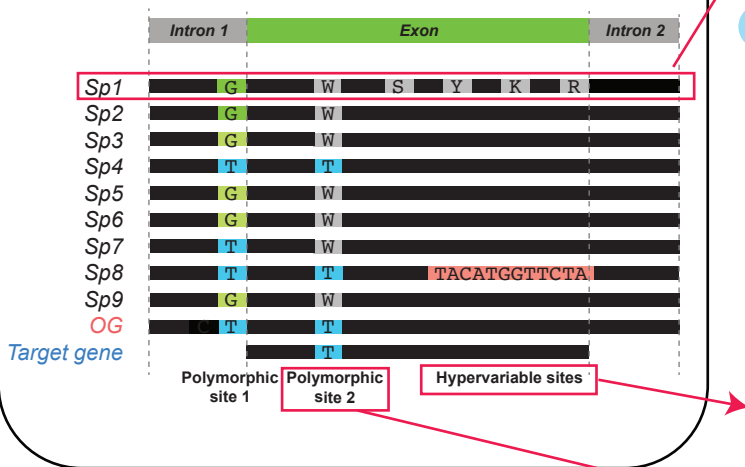 Intron 1 Exon Intron 2
Sp1 G W S Y K R
Sp2 G W
Sp3 G W
Sp4 T T
Sp5 G W
Sp6 G W
Sp7 T W
Sp8 T T TACATGGTTCTA
Sp9 G W
OG C T T
Target gene T
Polymorphic site 1
Polymorphic site 2
Hypervariable sites